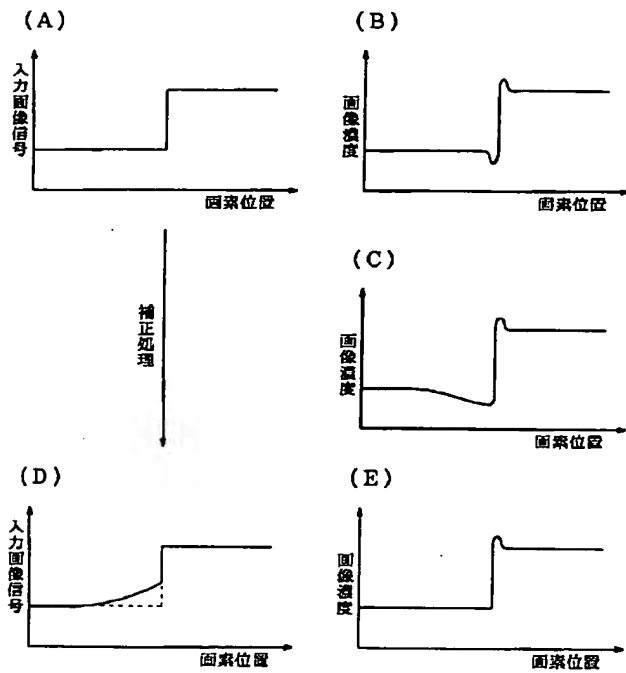 (A)
入力画像信号
画素位置
(B)
画像濃度
画素位置
補正処理
(C)
画像濃度
画素位置
(D)
入力画像信号
画素位置
(E)
画像濃度
画素位置